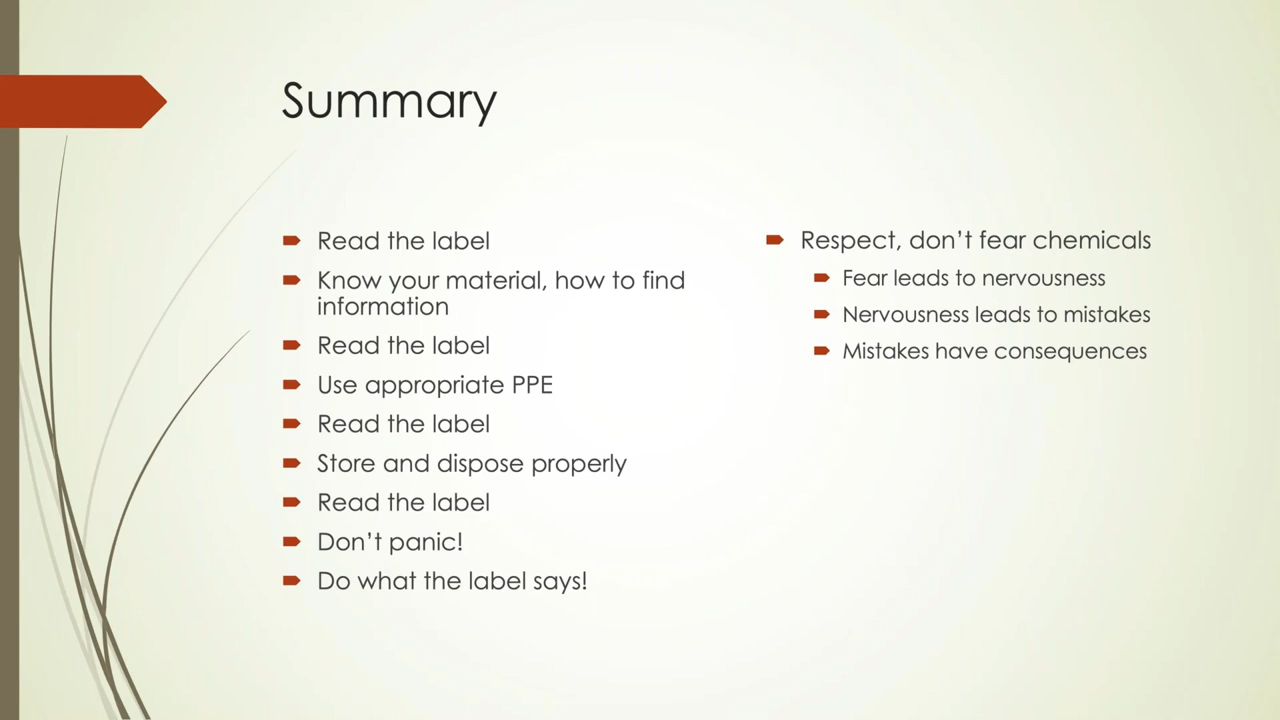 Summary
Read the label
Know your material, how to find
information
Read the label
Use appropriate PPE
Read the label
Store and dispose properly
Read the label
Don’t panic!
Do what the label says!
Respect, don’t fear chemicals
Fear leads to nervousness
Nervousness leads to mistakes
Mistakes have consequences